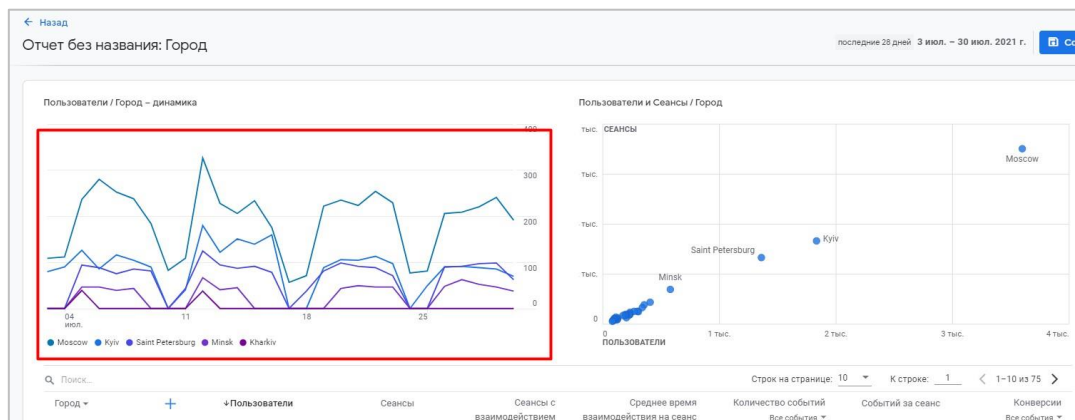 ← Назад
Отчет без названия: Город
последние 28 дней 3 июл. – 30 июл. 2021 г.
Пользователи / Город – динамика
400
300
200
100
0
04
июл.
11
18
25
Moscow Kyiv Saint Petersburg Minsk Kharkiv
Пользователи и Сеансы / Город
тыс. СЕАНСЫ
тыс.
тыс.
тыс.
0
Moscow
Kyiv
Saint Petersburg
Minsk
0 1 тыс. 2 тыс. 3 тыс. 4 тыс.
ПОЛЬЗОВАТЕЛИ
Поиск...
Строк на странице: 10 К строке: 1 1–10 из 75
Город + ↓Пользователи Сеансы Сеансы с взаимодействием Среднее время взаимодействия на сеанс Количество событий Событий за сеанс Конверсии
Все события Все события